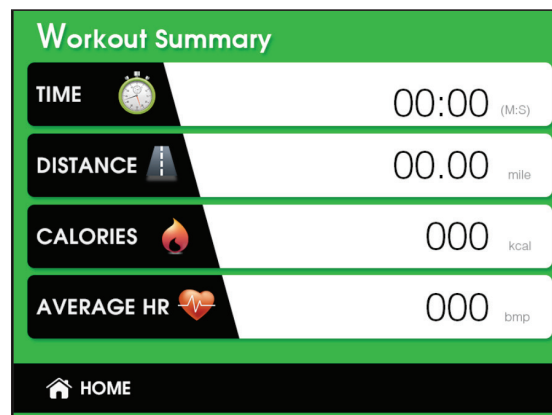 Workout Summary
TIME 00:00 (M:S)
DISTANCE 00.00 mile
CALORIES 000 kcal
AVERAGE HR 000 bmp
HOME